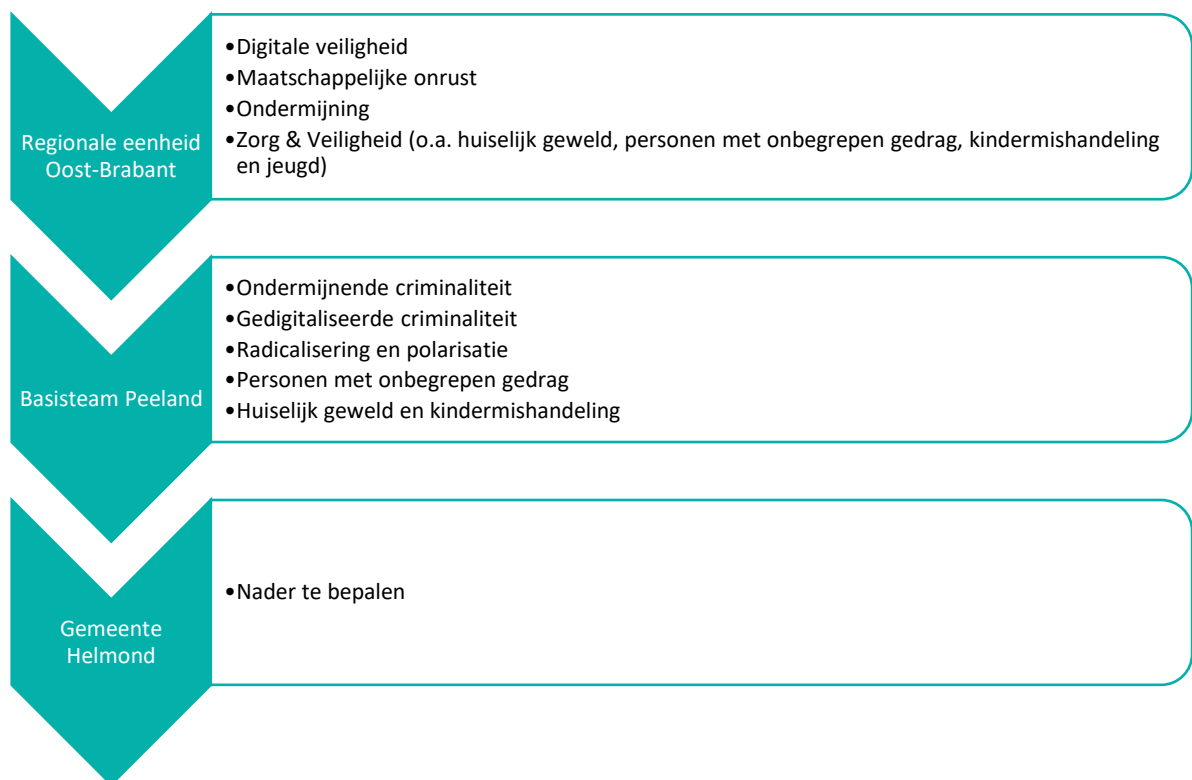 Regionale eenheid
Oost-Brabant
•Digitale veiligheid
•Maatschappelijke onrust
•Ondermijning
•Zorg & Veiligheid (o.a. huiselijk geweld, personen met onbegrepen gedrag, kindermishandeling
en jeugd)
Basisteam Peeland
•Ondermijnende criminaliteit
•Gedigitaliseerde criminaliteit
•Radicalisering en polarisatie
•Personen met onbegrepen gedrag
•Huiselijk geweld en kindermishandeling
Gemeente
Helmond
•Nader te bepalen